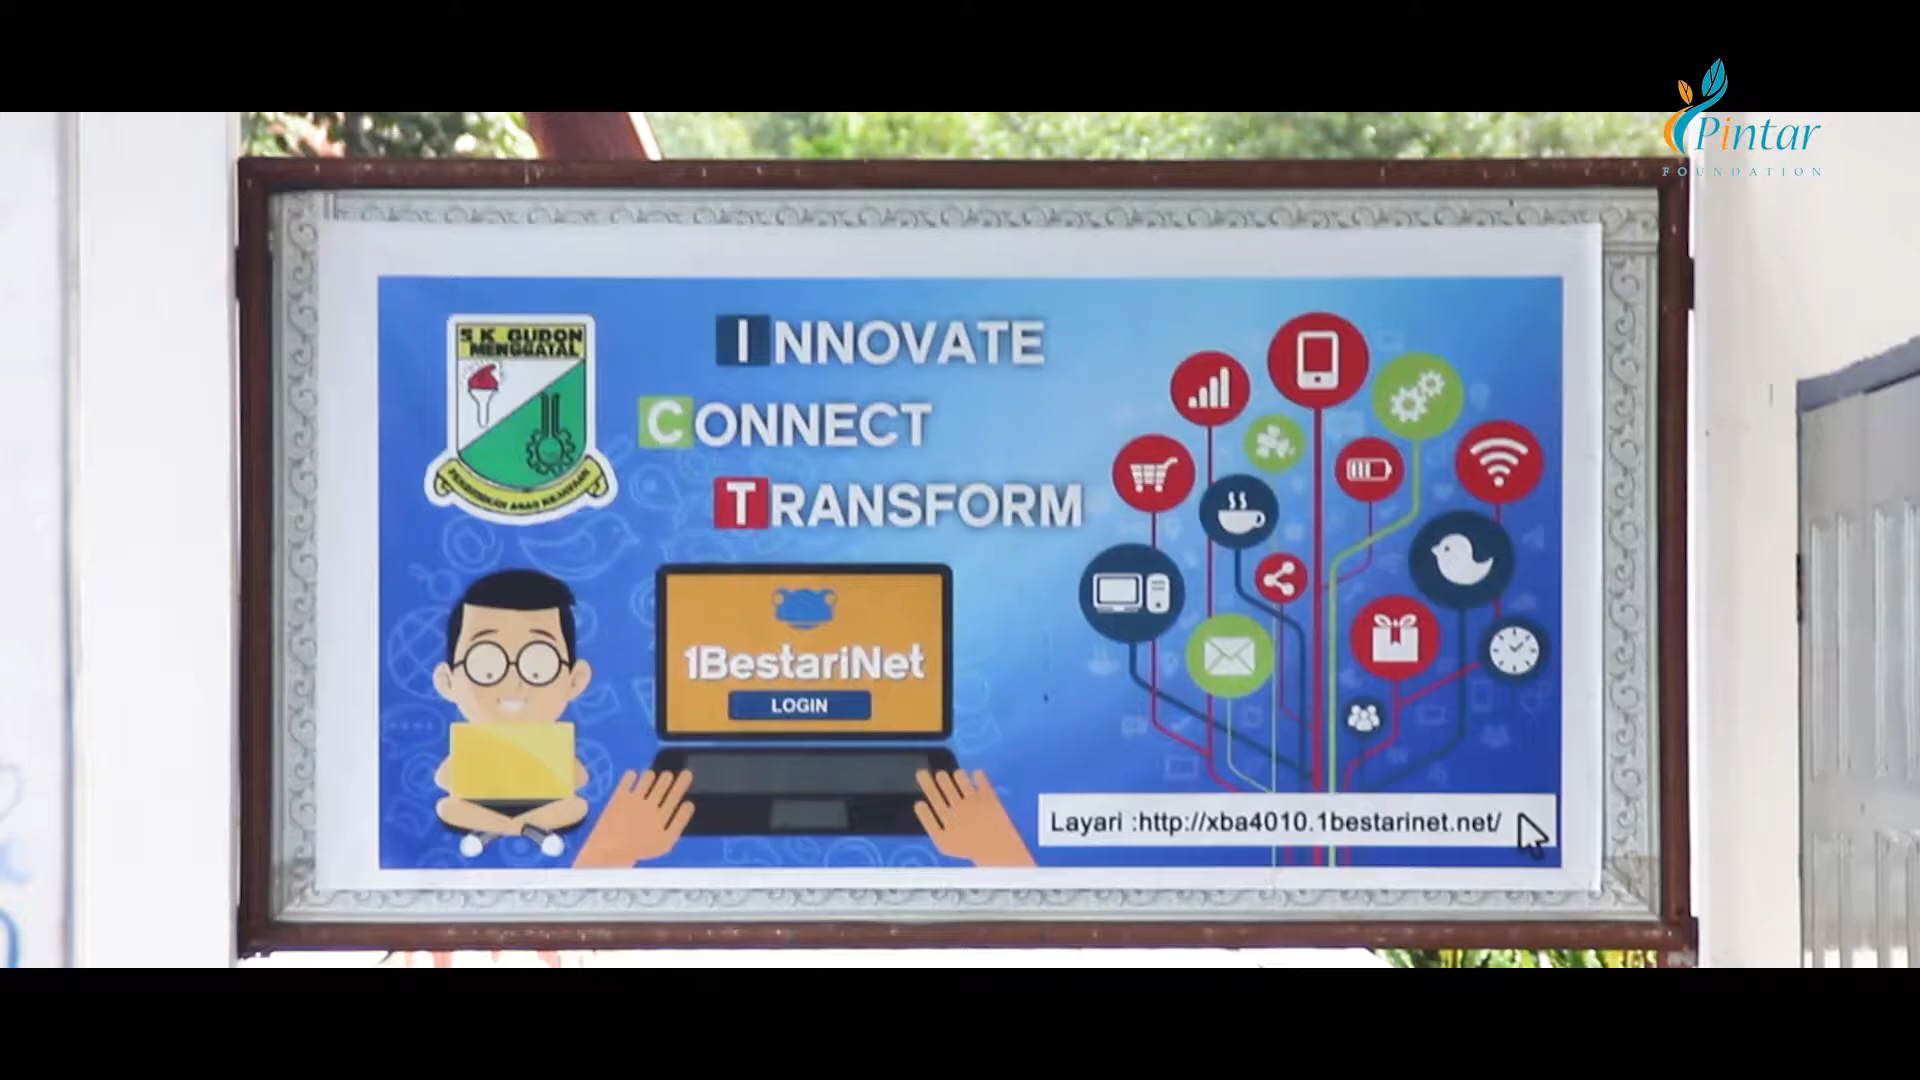 Pintar
FOUNDATION
S K GUDON
MENGGATAL
INNOVATE
CONNECT
TRANSFORM
1BestariNet
LOGIN
Layari :http://xba4010.1bestarinet.net/